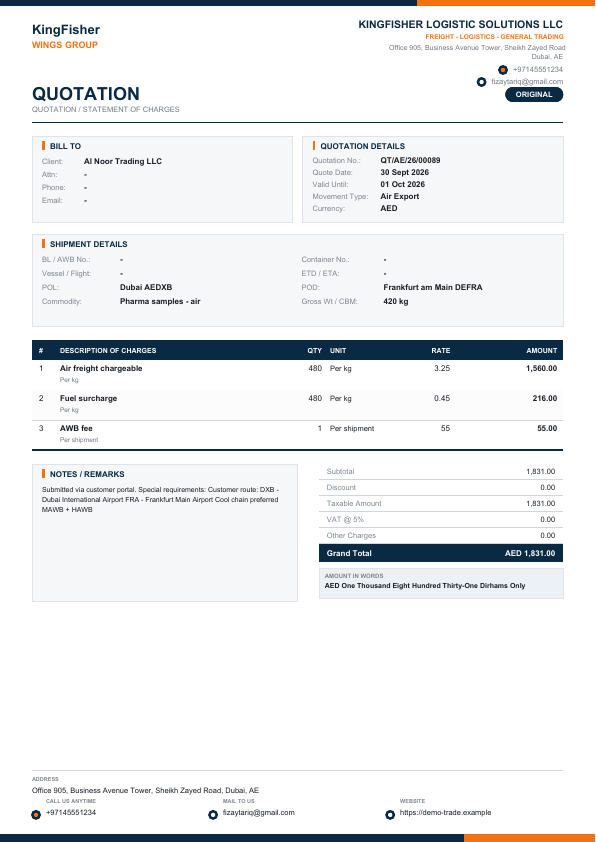 KingFisher
WINGS GROUP
KINGFISHER LOGISTIC SOLUTIONS LLC
FREIGHT - LOGISTICS - GENERAL TRADING
Office 905, Business Avenue Tower, Sheikh Zayed Road
Dubai, AE
+97145551234
fizaytariq@gmail.com
ORIGINAL
QUOTATION
QUOTATION / STATEMENT OF CHARGES
BILL TO
Client: Al Noor Trading LLC
Attn: -
Phone: -
Email: -
QUOTATION DETAILS
Quotation No.: QT/AE/26/00089
Quote Date: 30 Sept 2026
Valid Until: 01 Oct 2026
Movement Type: Air Export
Currency: AED
SHIPMENT DETAILS
BL / AWB No.: - Container No.: -
Vessel / Flight: - ETD / ETA: -
POL: Dubai AEDXB POD: Frankfurt am Main DEFRA
Commodity: Pharma samples - air Gross Wt / CBM: 420 kg
# DESCRIPTION OF CHARGES QTY UNIT RATE AMOUNT
1 Air freight chargeable 480 Per kg 3.25 1,560.00
Per kg
2 Fuel surcharge 480 Per kg 0.45 216.00
Per kg
3 AWB fee 1 Per shipment 55 55.00
Per shipment
NOTES / REMARKS
Submitted via customer portal. Special requirements: Customer route: DXB -
Dubai International Airport FRA - Frankfurt Main Airport Cool chain preferred
MAWB + HAWB
Subtotal 1,831.00
Discount 0.00
Taxable Amount 1,831.00
VAT @ 5% 0.00
Other Charges 0.00
Grand Total AED 1,831.00
AMOUNT IN WORDS
AED One Thousand Eight Hundred Thirty-One Dirhams Only
ADDRESS
Office 905, Business Avenue Tower, Sheikh Zayed Road, Dubai, AE
CALL US ANYTIME MAIL TO US WEBSITE
+97145551234 fizaytariq@gmail.com https://demo-trade.example